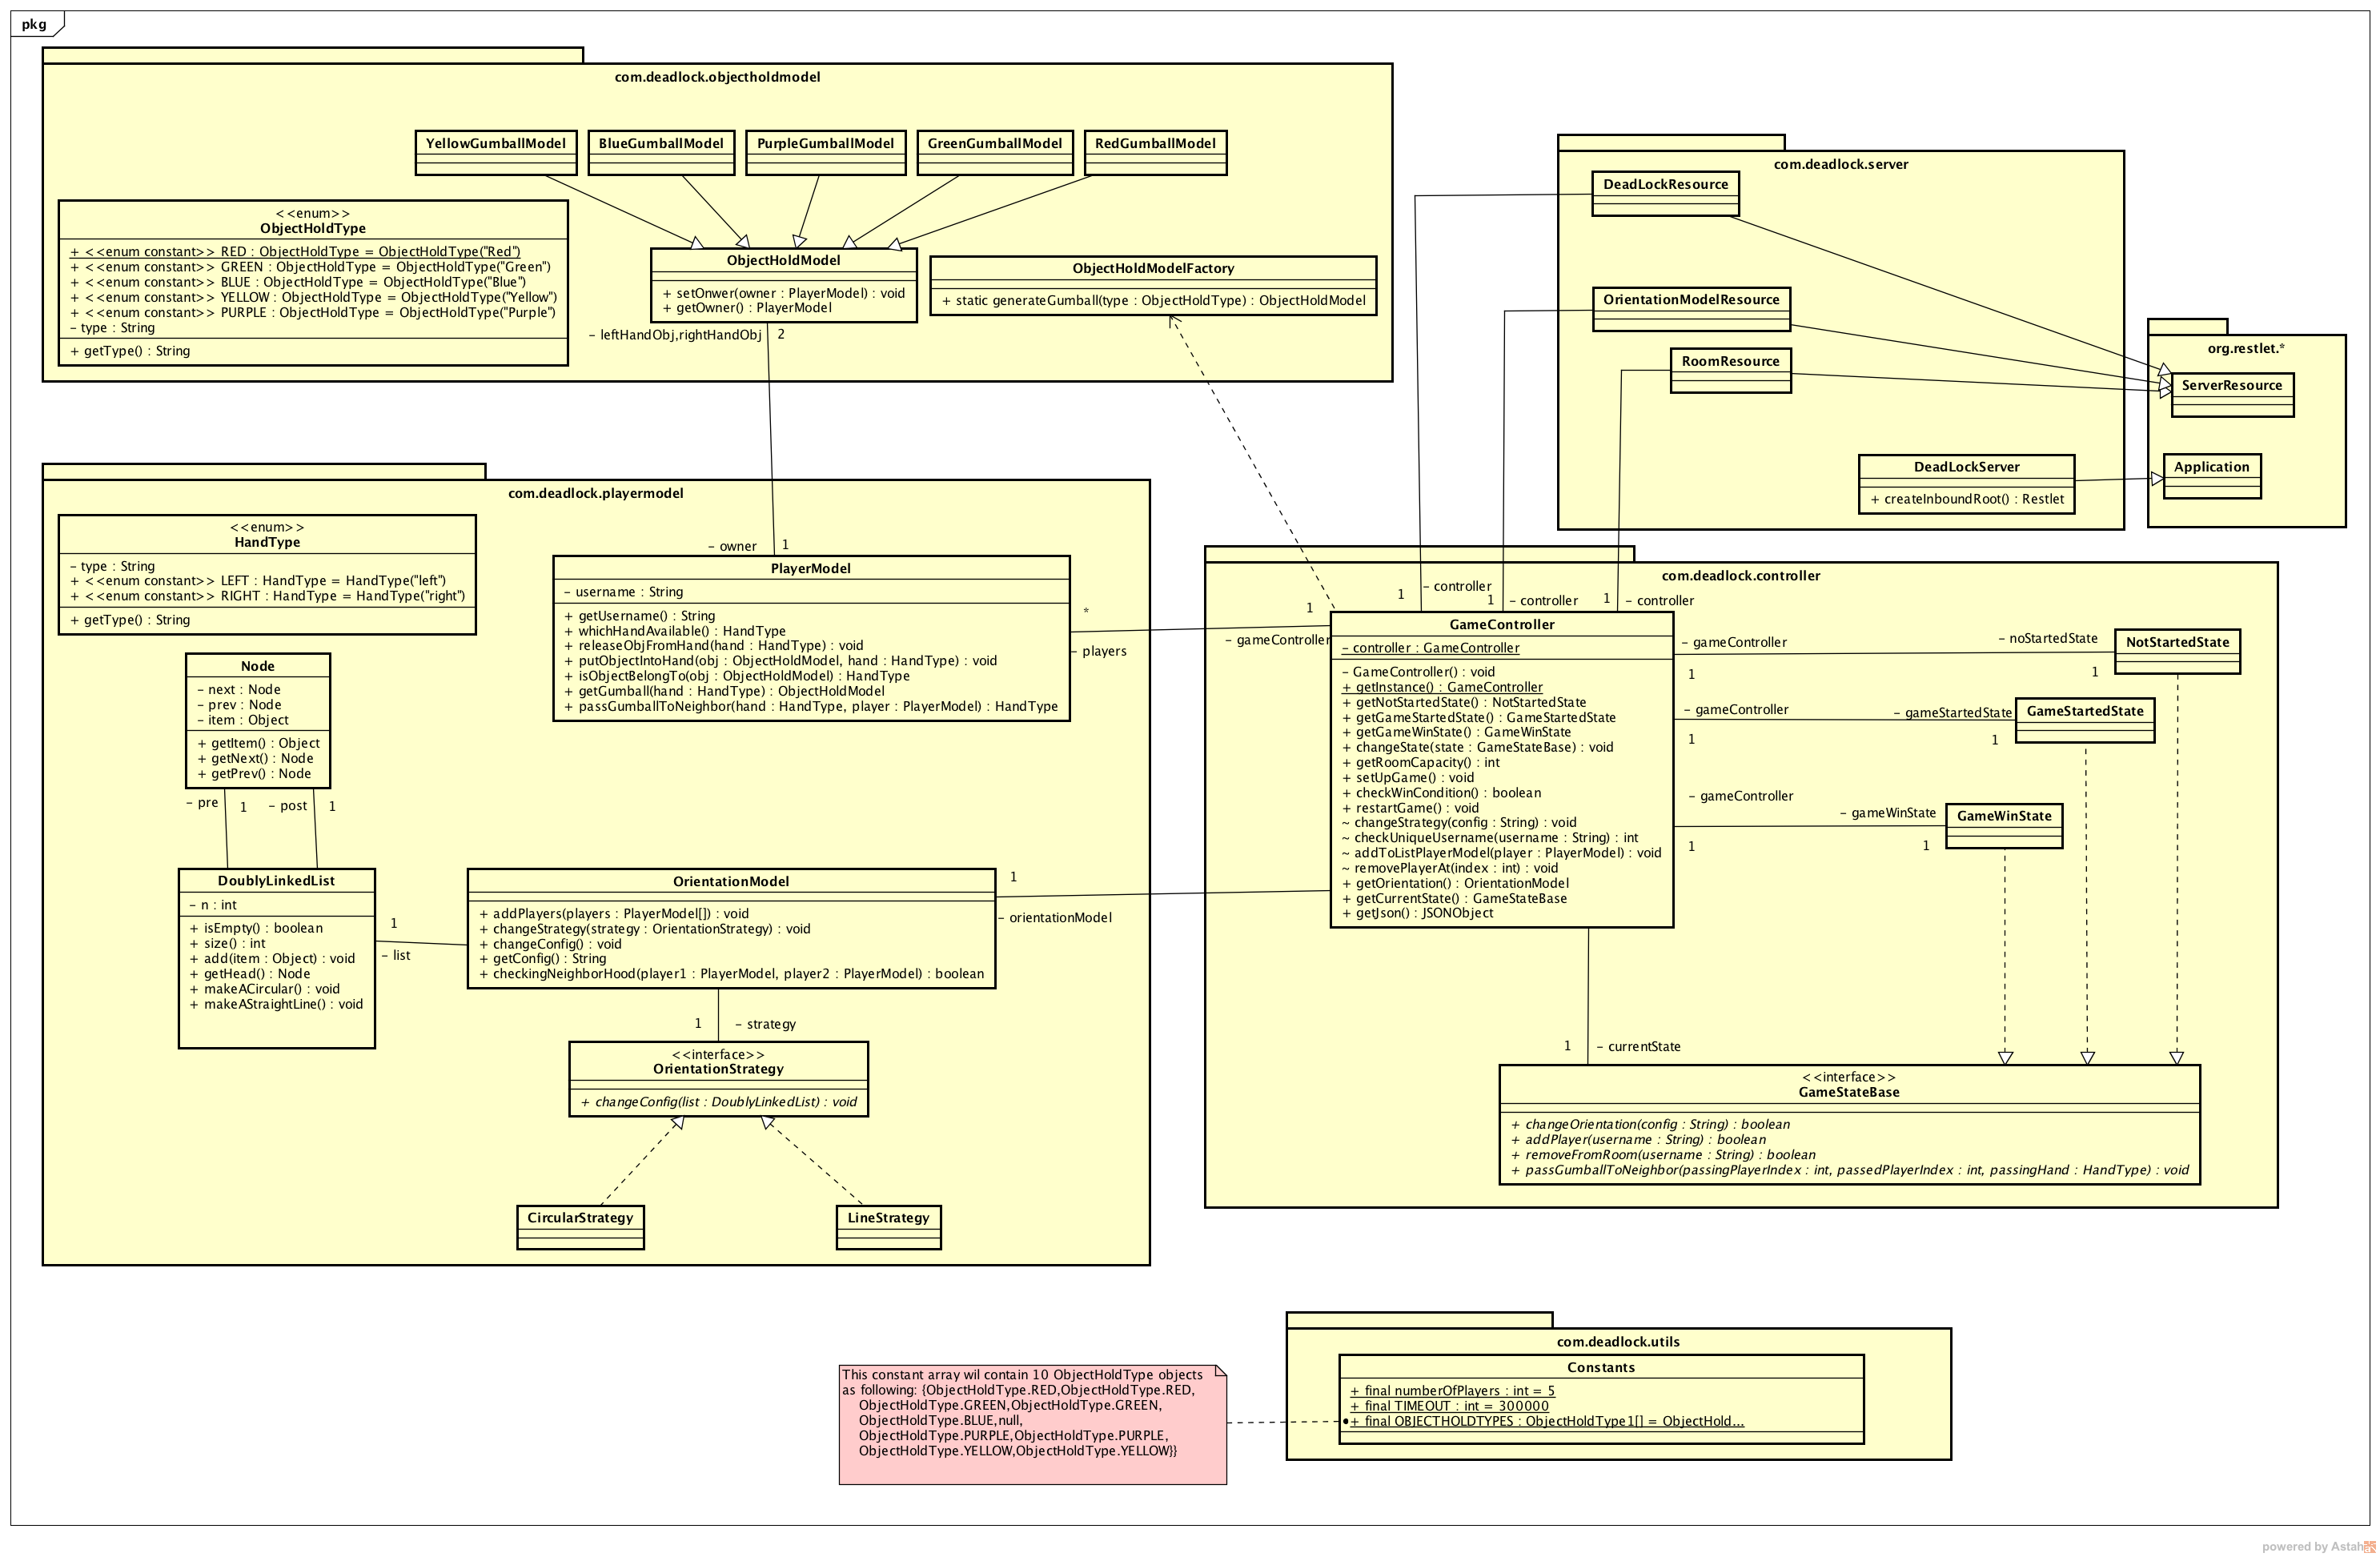 pkg
com.deadlock.objectholdmodel
YellowGumballModel
BlueGumballModel
PurpleGumballModel
GreenGumballModel
RedGumballModel
<<enum>>
ObjectHoldType
+ <<enum constant>> RED : ObjectHoldType = ObjectHoldType("Red")
+ <<enum constant>> GREEN : ObjectHoldType = ObjectHoldType("Green")
+ <<enum constant>> BLUE : ObjectHoldType = ObjectHoldType("Blue")
+ <<enum constant>> YELLOW : ObjectHoldType = ObjectHoldType("Yellow")
+ <<enum constant>> PURPLE : ObjectHoldType = ObjectHoldType("Purple")
- type : String
+ getType() : String
ObjectHoldModel
+ setOnwer(owner : PlayerModel) : void
+ getOwner() : PlayerModel
- leftHandObj,rightHandObj
2
ObjectHoldModelFactory
+ static generateGumball(type : ObjectHoldType) : ObjectHoldModel
com.deadlock.server
DeadLockResource
OrientationModelResource
RoomResource
DeadLockServer
+ createInboundRoot() : Restlet
org.restlet.*
ServerResource
Application
com.deadlock.playermodel
<<enum>>
HandType
- type : String
+ <<enum constant>> LEFT : HandType = HandType("left")
+ <<enum constant>> RIGHT : HandType = HandType("right")
+ getType() : String
- owner
1
PlayerModel
- username : String
+ getUsername() : String
+ whichHandAvailable() : HandType
+ releaseObjFromHand(hand : HandType) : void
+ putObjectIntoHand(obj : ObjectHoldModel, hand : HandType) : void
+ isObjectBelongTo(obj : ObjectHoldModel) : HandType
+ getGumball(hand : HandType) : ObjectHoldModel
+ passGumballToNeighbor(hand : HandType, player : PlayerModel) : HandType
*
- players
1
- gameController
Node
- next : Node
- prev : Node
- item : Object
+ getItem() : Object
+ getNext() : Node
+ getPrev() : Node
- pre
1
- post
1
DoublyLinkedList
- n : int
+ isEmpty() : boolean
+ size() : int
+ add(item : Object) : void
+ getHead() : Node
+ makeACircular() : void
+ makeAStraightLine() : void
1
- list
OrientationModel
+ addPlayers(players : PlayerModel[]) : void
+ changeStrategy(strategy : OrientationStrategy) : void
+ changeConfig() : void
+ getConfig() : String
+ checkingNeighborHood(player1 : PlayerModel, player2 : PlayerModel) : boolean
1
- orientationModel
1
- strategy
<<interface>>
OrientationStrategy
+ changeConfig(list : DoublyLinkedList) : void
CircularStrategy
LineStrategy
com.deadlock.controller
1
- controller
1
- controller
1
- controller
GameController
- controller : GameController
- GameController() : void
+ getInstance() : GameController
+ getNotStartedState() : NotStartedState
+ getGameStartedState() : GameStartedState
+ getGameWinState() : GameWinState
+ changeState(state : GameStateBase) : void
+ getRoomCapacity() : int
+ setUpGame() : void
+ checkWinCondition() : boolean
+ restartGame() : void
~ changeStrategy(config : String) : void
~ checkUniqueUsername(username : String) : int
~ addToListPlayerModel(player : PlayerModel) : void
~ removePlayerAt(index : int) : void
+ getOrientation() : OrientationModel
+ getCurrentState() : GameStateBase
+ getJson() : JSONObject
- gameController
1
- noStartedState
1
NotStartedState
- gameController
1
- gameStartedState
1
GameStartedState
- gameController
1
- gameWinState
1
GameWinState
1
- currentState
<<interface>>
GameStateBase
+ changeOrientation(config : String) : boolean
+ addPlayer(username : String) : boolean
+ removeFromRoom(username : String) : boolean
+ passGumballToNeighbor(passingPlayerIndex : int, passedPlayerIndex : int, passingHand : HandType) : void
com.deadlock.utils
Constants
+ final numberOfPlayers : int = 5
+ final TIMEOUT : int = 300000
+ final OBJECTHOLDTYPES : ObjectHoldType1[] = ObjectHold...
This constant array wil contain 10 ObjectHoldType objects
as following: {ObjectHoldType.RED,ObjectHoldType.RED,
ObjectHoldType.GREEN,ObjectHoldType.GREEN,
ObjectHoldType.BLUE,null,
ObjectHoldType.PURPLE,ObjectHoldType.PURPLE,
ObjectHoldType.YELLOW,ObjectHoldType.YELLOW}}
powered by Astah